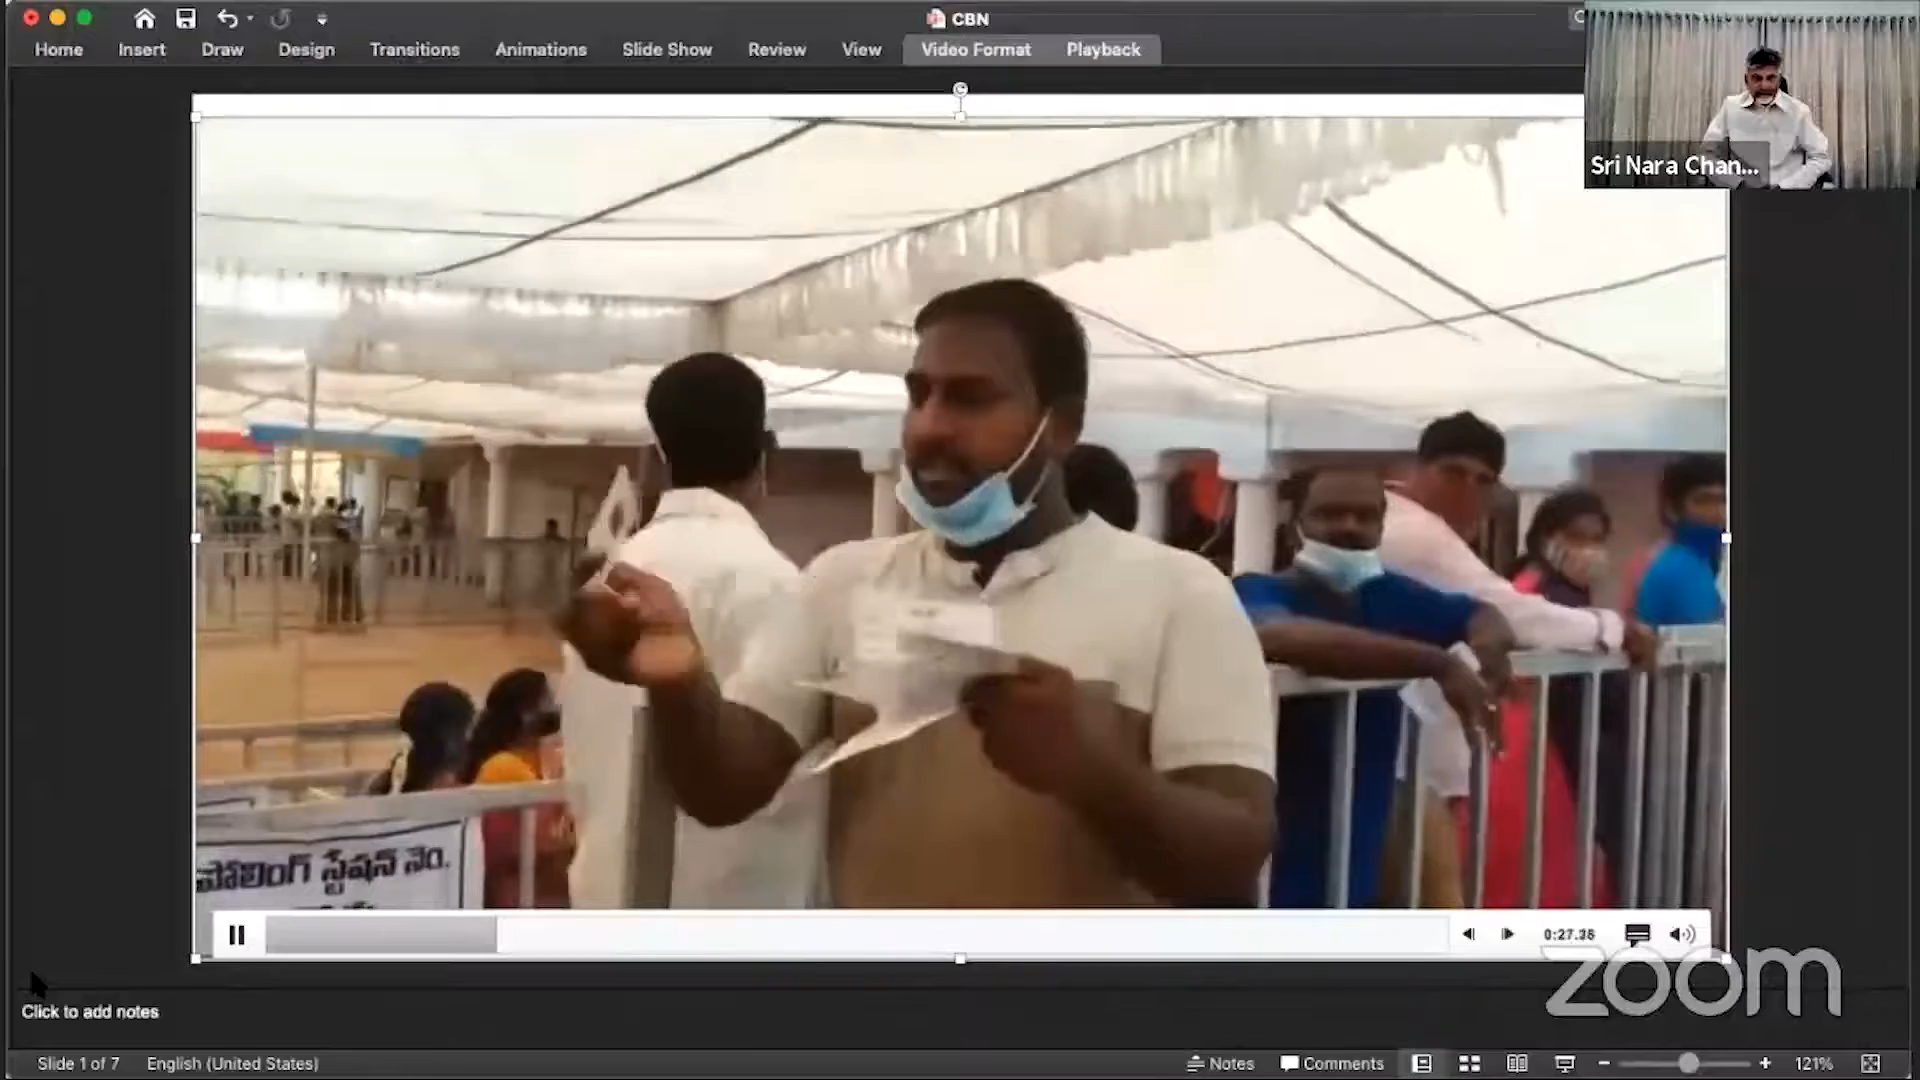 CBN
Home Insert Draw Design Transitions Animations Slide Show Review View Video Format Playback
Sri Nara Chan...
పోలింగ్ స్టేషన్ నెం.
0:27.36
zoom
Click to add notes
Slide 1 of 7 English (United States) Notes Comments 121%